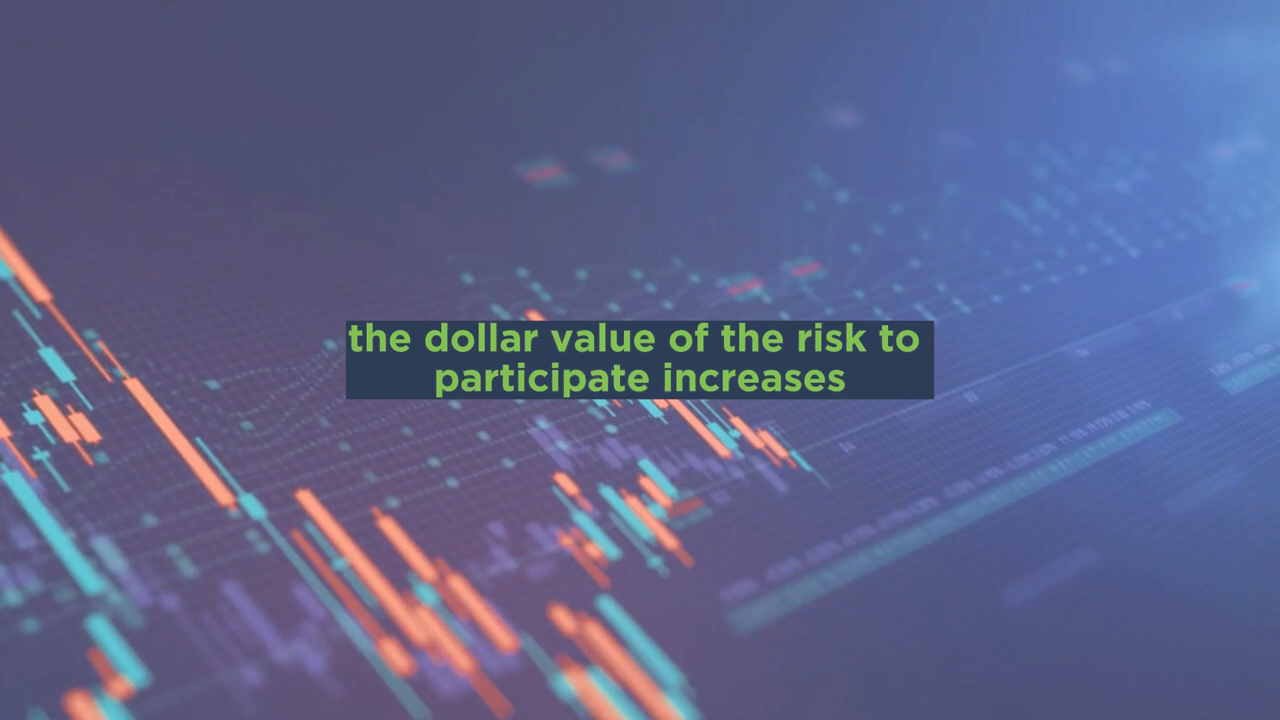 the dollar value of the risk to
participate increases